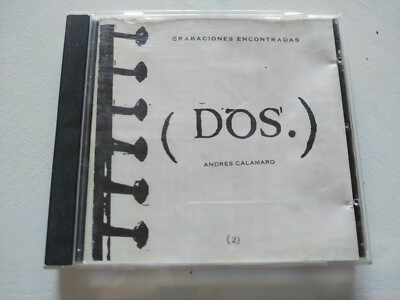 GRABACIONES ENCONTRADAS
(DOS.)
ANDRES CALAMARO
(2)